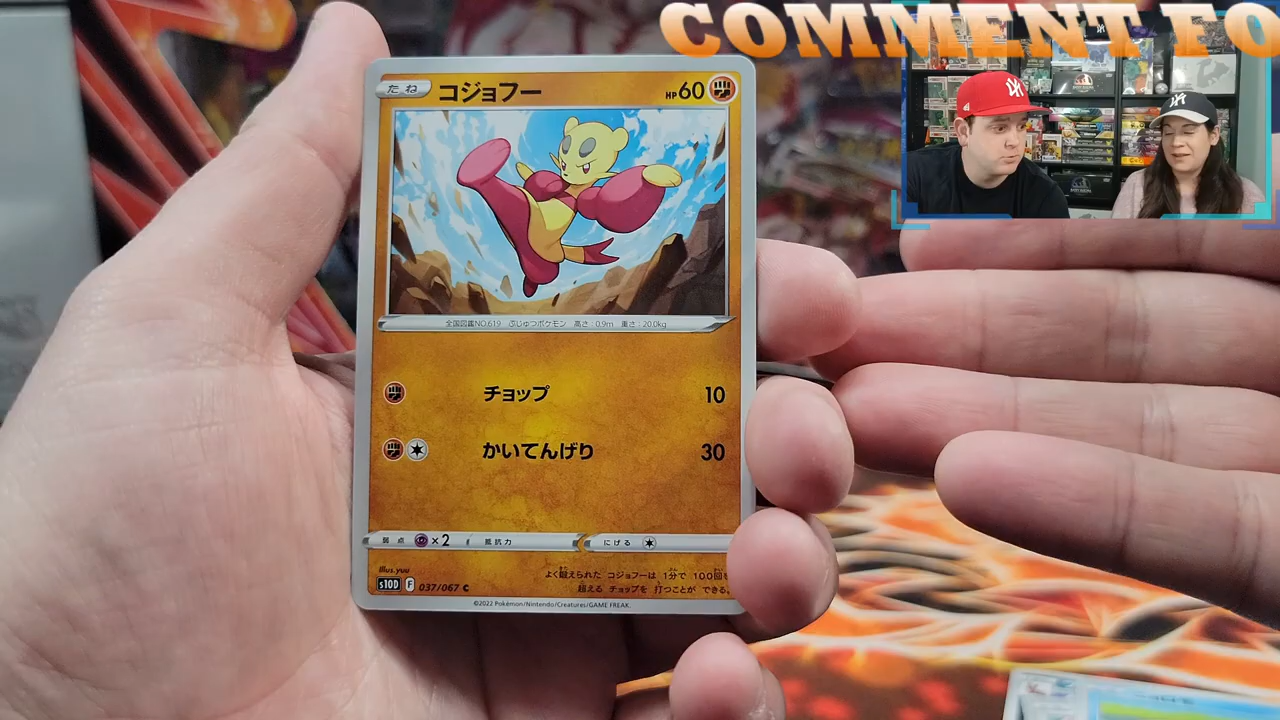 COMMENT FO
たね コジョフー HP60
全国図鑑NO.619 ぶじゅつポケモン 高さ:0.9m 重さ:20.0kg
チョップ 10
かいてんげり 30
弱点 ×2 抵抗力 にげる
Illus.yuu
s10D F 037/067 C
よく鍛えられた コジョフーは 1分で 100回を
超える チョップを 打つことが できる。
©2022 Pokémon/Nintendo/Creatures/GAME FREAK.